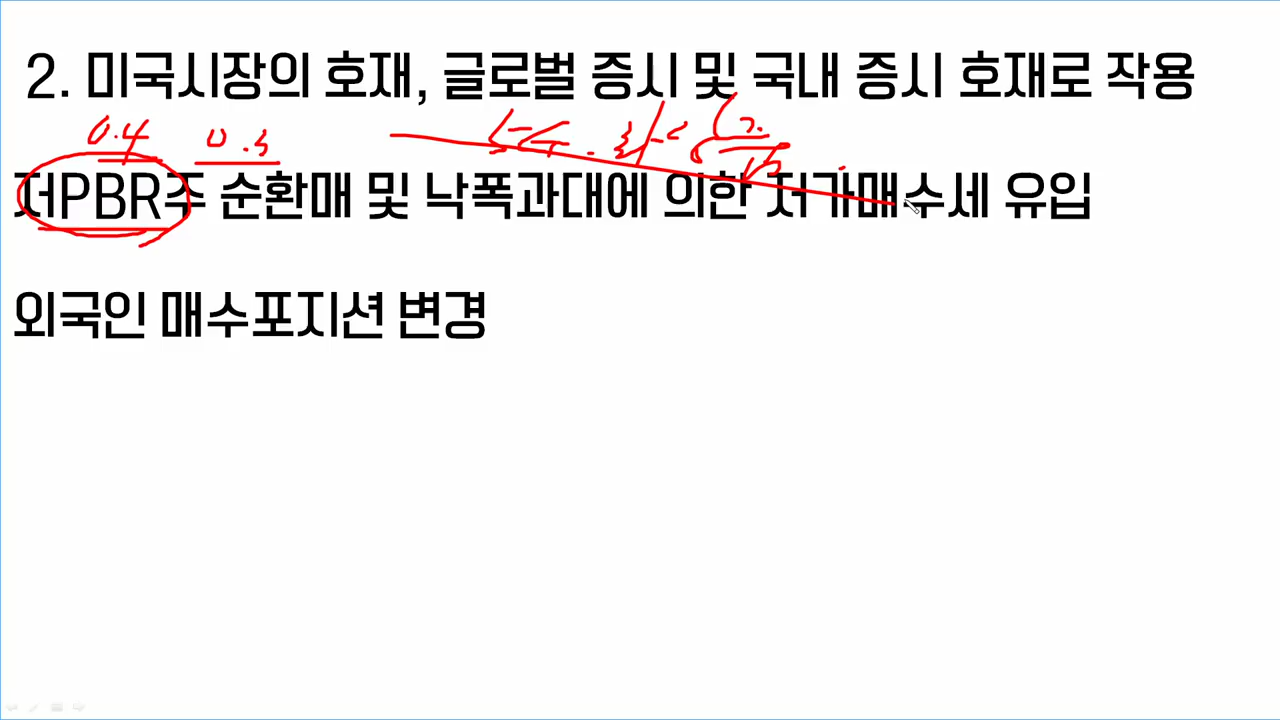 2. 미국시장의 호재, 글로벌 증시 및 국내 증시 호재로 작용
0.4 0.3
저PBR주 순환매 및 낙폭과대에 의한 저가매수세 유입
외국인 매수포지션 변경